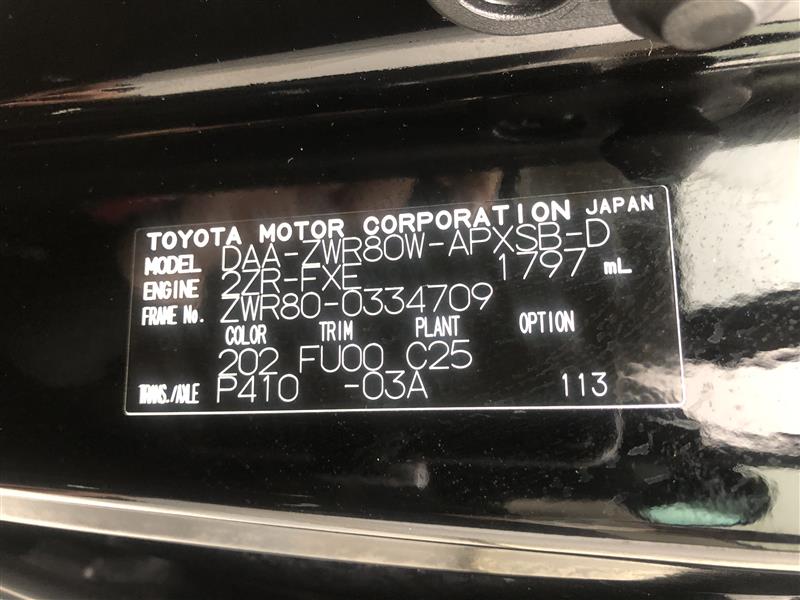 TOYOTA MOTOR CORPORATION JAPAN
MODEL DAA-ZWR80W-APXSB-D
ENGINE 2ZR-FXE 1797 mL
FRAME No. ZWR80-0334709
COLOR TRIM PLANT OPTION
202 FU00 C25
TRANS./AXLE P410 -03A 113